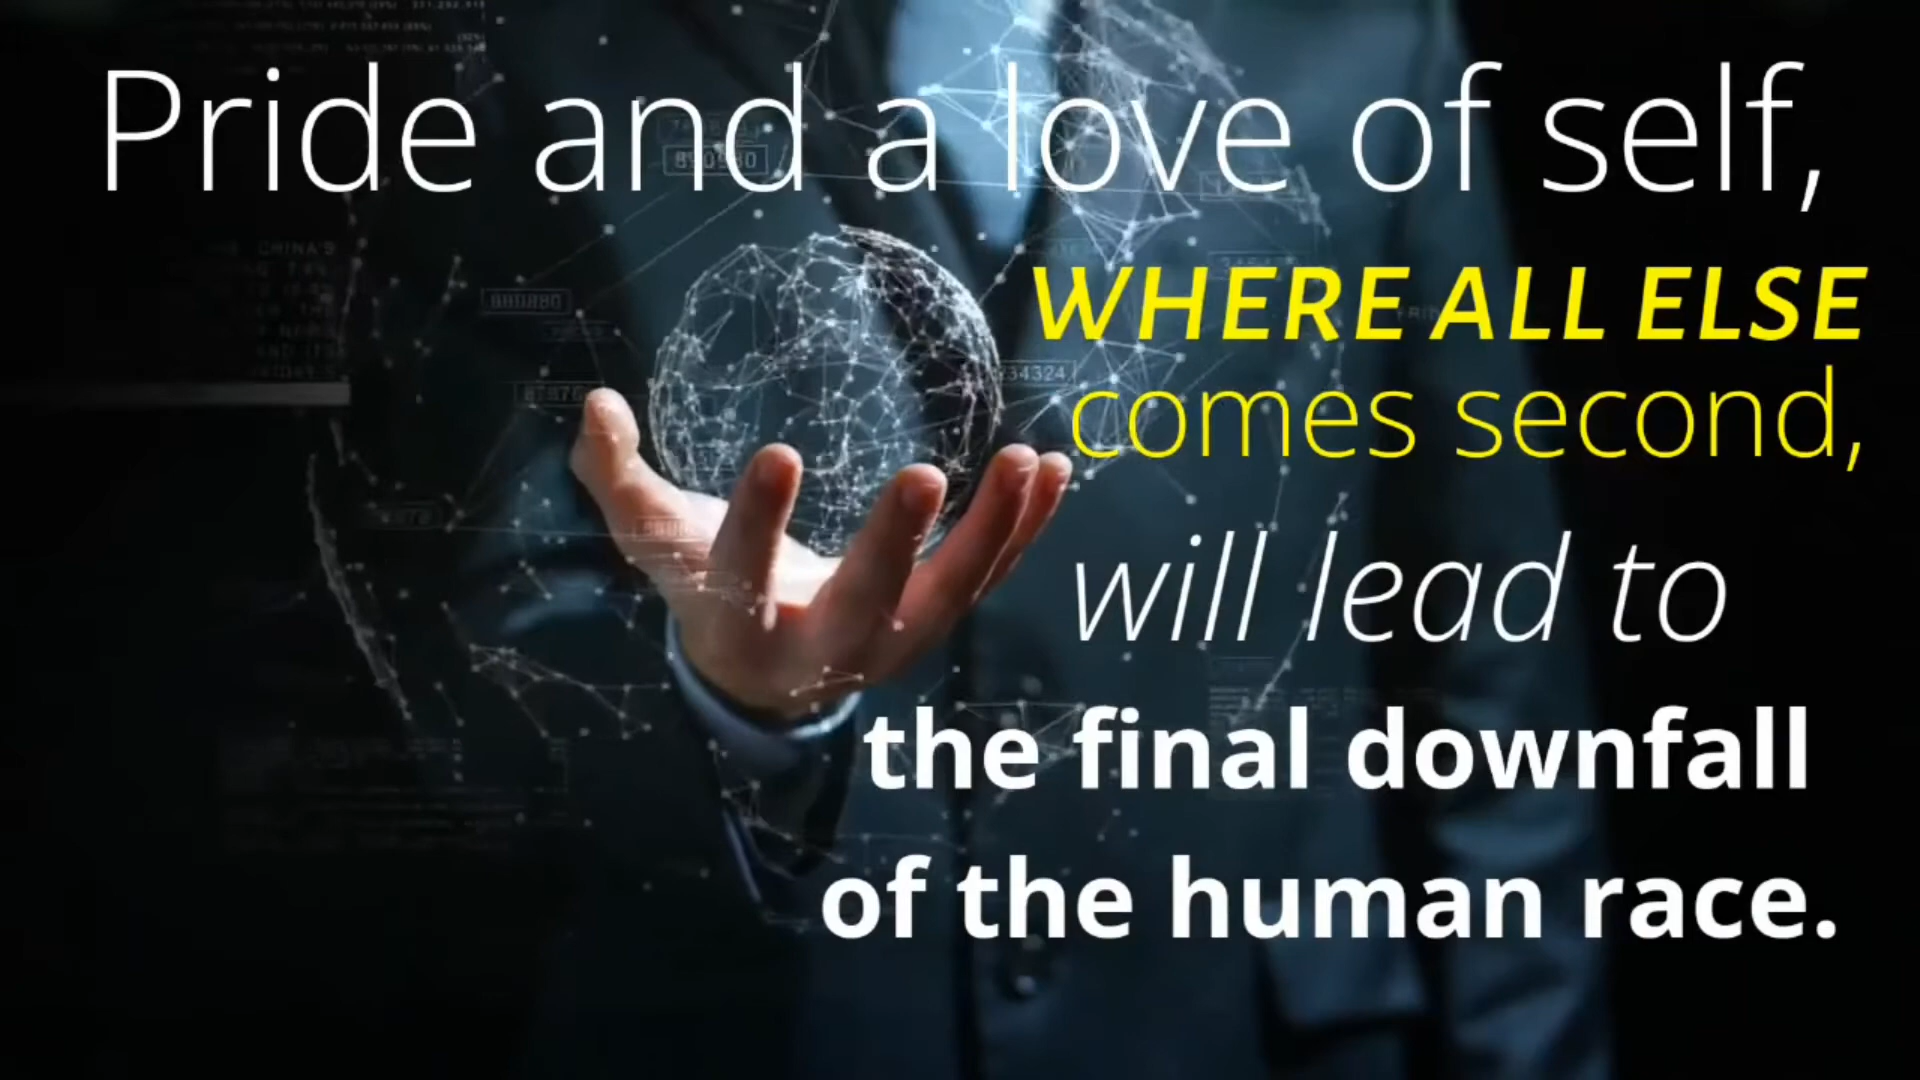 Pride and a love of self,
WHERE ALL ELSE
comes second,
will lead to
the final downfall
of the human race.